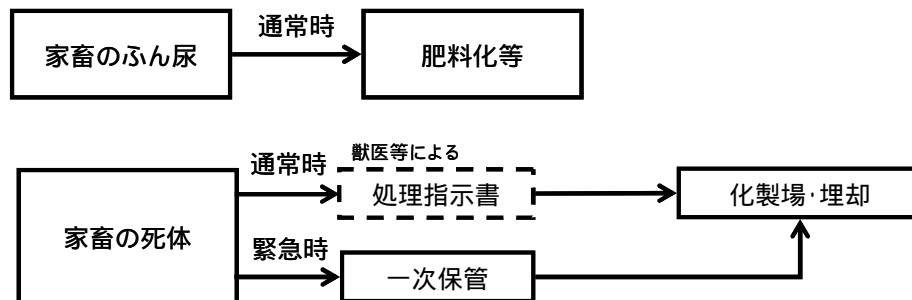 家畜のふん尿
通常時
肥料化等
家畜の死体
通常時
獣医等による
処理指示書
化製場・埋却
緊急時
一次保管